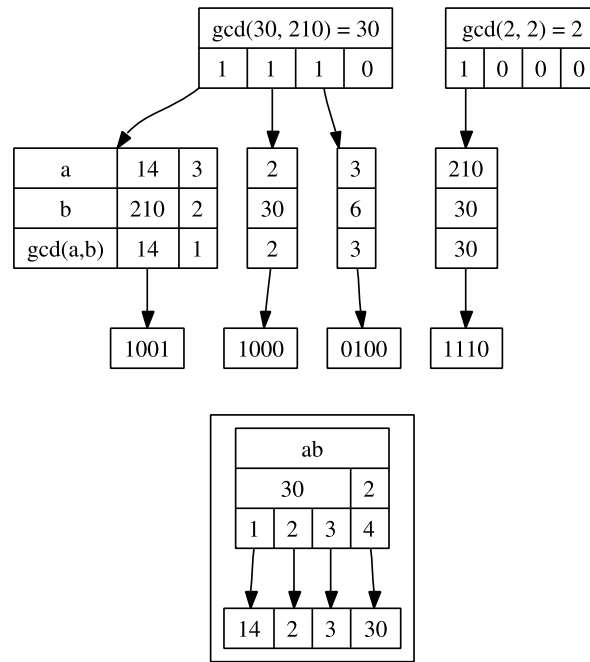 gcd(30, 210) = 30
1 1 1 0
gcd(2, 2) = 2
1 0 0 0
a 14 3
b 210 2
gcd(a,b) 14 1
2
30
2
3
6
3
210
30
30
1001
1000
0100
1110
ab
30 2
1 2 3 4
14 2 3 30